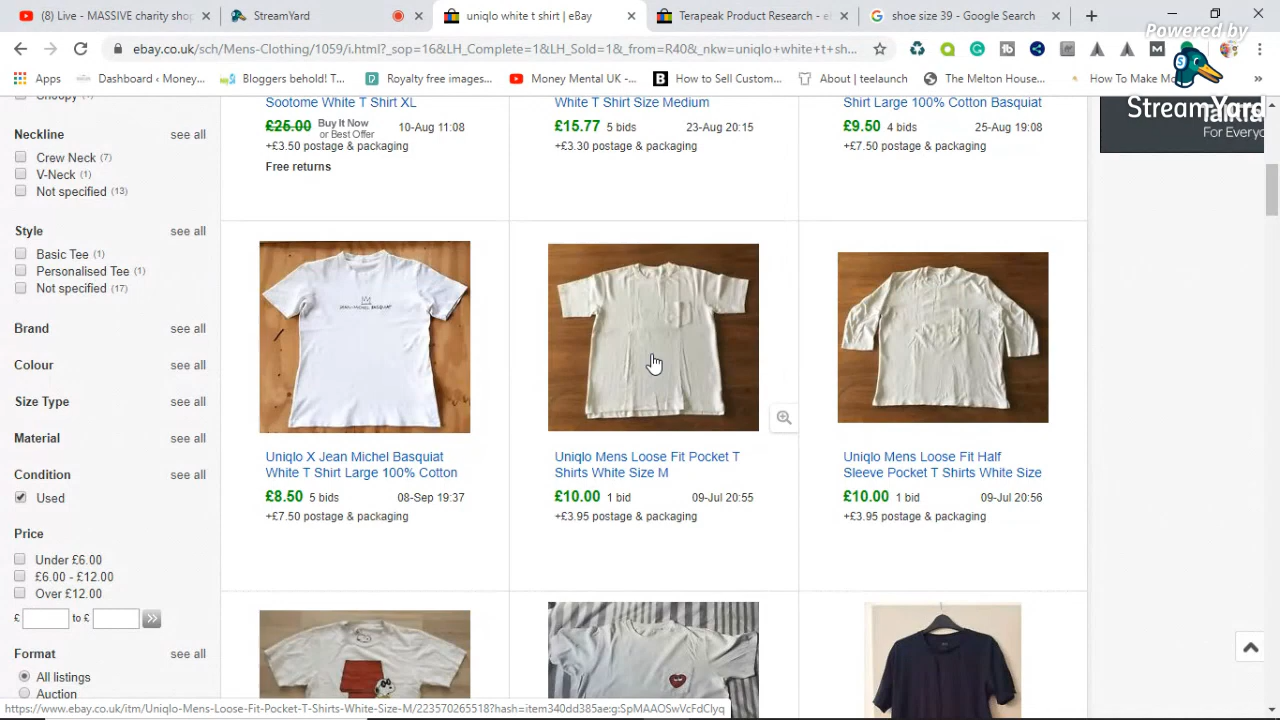 (8) Live - MASSIVE charity shop
StreamYard
uniqlo white t shirt | eBay
Terapeak Product Research - e
shoe size 39 - Google Search
Powered by
StreamYard
ebay.co.uk/sch/Mens-Clothing/1059/i.html?_sop=16&LH_Complete=1&LH_Sold=1&_from=R40&_nkw=uniqlo+white+t+sh...
Apps
Dashboard ‹ Money...
Bloggers behold! T...
Royalty free images...
Money Mental UK -...
How to Sell Custom...
About | teelaunch
The Melton House...
How To Make Mo
Neckline see all
Crew Neck (7)
V-Neck (1)
Not specified (13)
Style see all
Basic Tee (1)
Personalised Tee (1)
Not specified (17)
Brand see all
Colour see all
Size Type see all
Material see all
Condition see all
Used
Price
Under £6.00
£6.00 - £12.00
Over £12.00
£ to £
Format see all
All listings
Auction
Sootome White T Shirt XL
£25.00 Buy It Now
or Best Offer
10-Aug 11:08
+£3.50 postage & packaging
Free returns
White T Shirt Size Medium
£15.77 5 bids 23-Aug 20:15
+£3.30 postage & packaging
Shirt Large 100% Cotton Basquiat
£9.50 4 bids 25-Aug 19:08
+£7.50 postage & packaging
For Everyo
JEAN-MICHEL BASQUIAT
Uniqlo X Jean Michel Basquiat
White T Shirt Large 100% Cotton
£8.50 5 bids 08-Sep 19:37
+£7.50 postage & packaging
Uniqlo Mens Loose Fit Pocket T
Shirts White Size M
£10.00 1 bid 09-Jul 20:55
+£3.95 postage & packaging
Uniqlo Mens Loose Fit Half
Sleeve Pocket T Shirts White Size
£10.00 1 bid 09-Jul 20:56
+£3.95 postage & packaging
https://www.ebay.co.uk/itm/Uniqlo-Mens-Loose-Fit-Pocket-T-Shirts-White-Size-M/223570265518?hash=item340dd385ae:g:SpMAAOSwVcFdCIyq